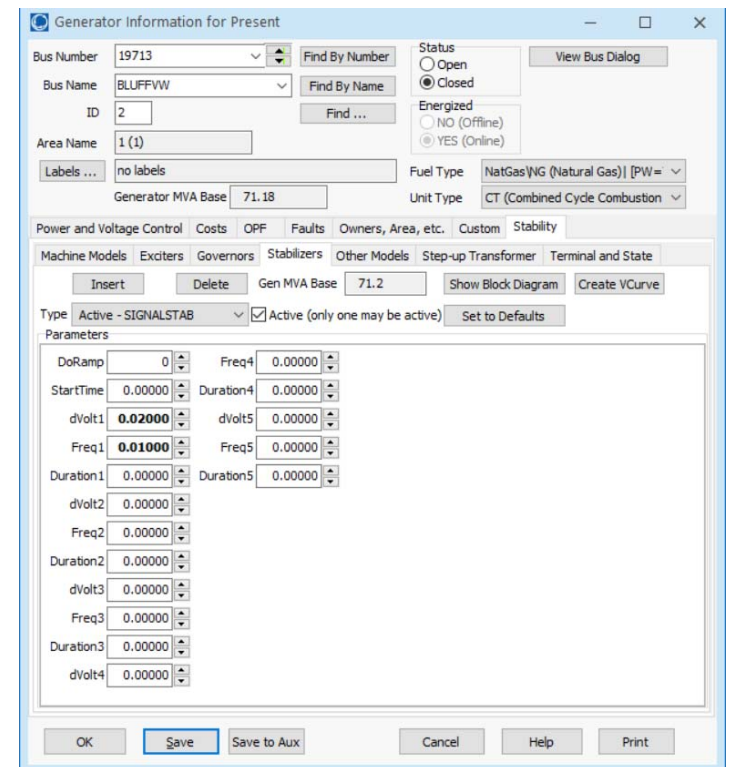 Generator Information for Present
Bus Number 19713 Find By Number Status Open Closed View Bus Dialog
Bus Name BLUFFVW Find By Name
ID 2 Find ... Energized NO (Offline) YES (Online)
Area Name 1 (1)
Labels ... no labels Fuel Type NatGas\NG (Natural Gas)| [PW=
Generator MVA Base 71.18 Unit Type CT (Combined Cycle Combustion
Power and Voltage Control Costs OPF Faults Owners, Area, etc. Custom Stability
Machine Models Exciters Governors Stabilizers Other Models Step-up Transformer Terminal and State
Insert Delete Gen MVA Base 71.2 Show Block Diagram Create VCurve
Type Active - SIGNALSTAB Active (only one may be active) Set to Defaults
Parameters
DoRamp 0 Freq4 0.00000
StartTime 0.00000 Duration4 0.00000
dVolt1 0.02000 dVolt5 0.00000
Freq1 0.01000 Freq5 0.00000
Duration1 0.00000 Duration5 0.00000
dVolt2 0.00000
Freq2 0.00000
Duration2 0.00000
dVolt3 0.00000
Freq3 0.00000
Duration3 0.00000
dVolt4 0.00000
OK Save Save to Aux Cancel Help Print